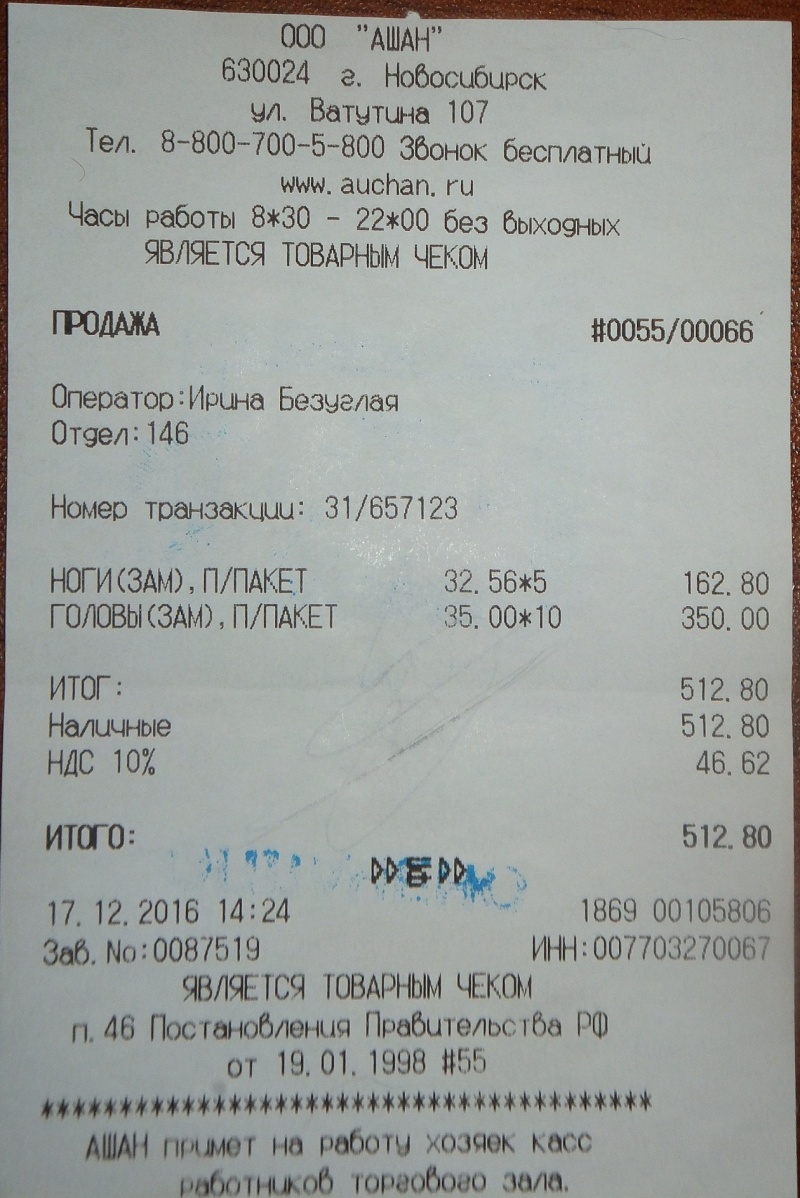 ООО "АШАН"
630024 г. Новосибирск
ул. Ватутина 107
Тел. 8-800-700-5-800 Звонок бесплатный
www.auchan.ru
Часы работы 8*30 - 22*00 без выходных
ЯВЛЯЕТСЯ ТОВАРНЫМ ЧЕКОМ
ПРОДАЖА #0055/00066
Оператор:Ирина Безуглая
Отдел:146
Номер транзакции: 31/657123
НОГИ(ЗАМ),П/ПАКЕТ 32.56*5 162.80
ГОЛОВЫ(ЗАМ),П/ПАКЕТ 35.00*10 350.00
ИТОГ: 512.80
Наличные 512.80
НДС 10% 46.62
ИТОГО: 512.80
17.12.2016 14:24 1869 00105806
Зав.No:0087519 ИНН:007703270067
ЯВЛЯЕТСЯ ТОВАРНЫМ ЧЕКОМ
п.46 Постановления Правительства РФ
от 19.01.1998 #55
****************************************
АШАН примет на работу хозяек касс
работников торгового зала.